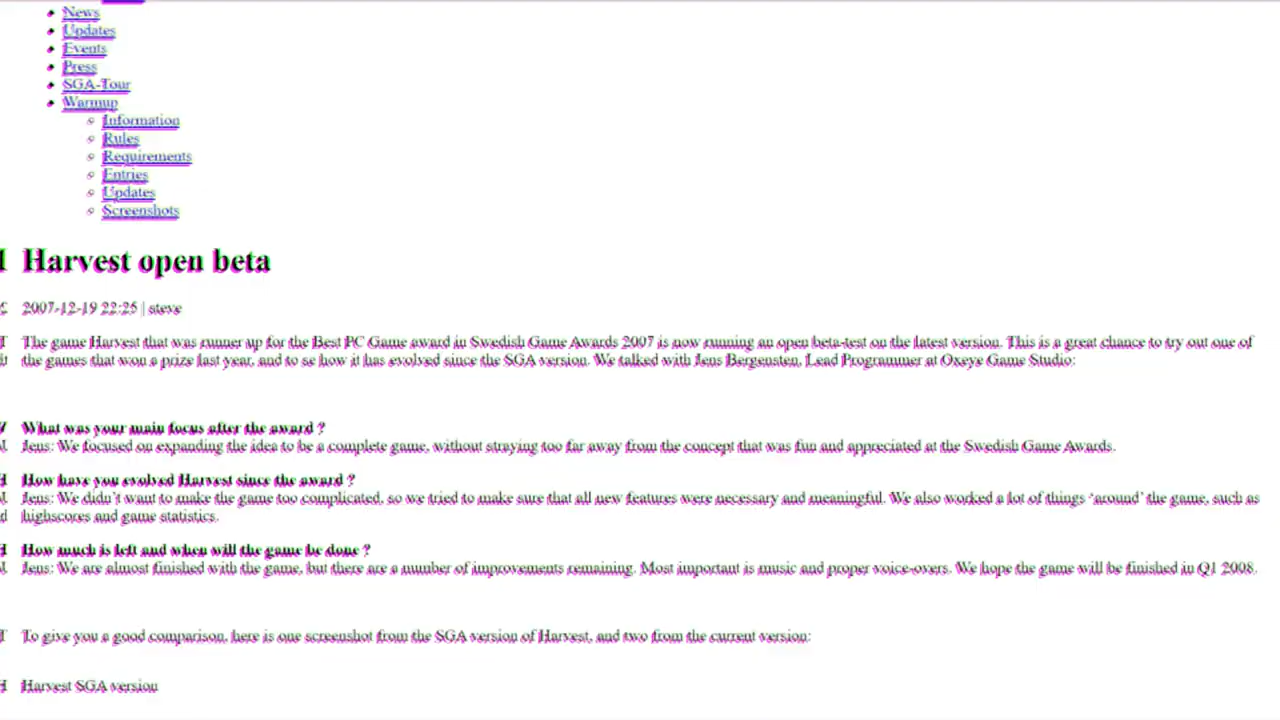 News
Updates
Events
Press
SGA-Tour
Warmup
Information
Rules
Requirements
Entries
Updates
Screenshots
Harvest open beta
2007-12-19 22:25 | steve
The game Harvest that was runner up for the Best PC Game award in Swedish Game Awards 2007 is now running an open beta-test on the latest version. This is a great chance to try out one of
the games that won a prize last year, and to se how it has evolved since the SGA version. We talked with Jens Bergensten, Lead Programmer at Oxeye Game Studio:
What was your main focus after the award ?
Jens: We focused on expanding the idea to be a complete game, without straying too far away from the concept that was fun and appreciated at the Swedish Game Awards.
How have you evolved Harvest since the award ?
Jens: We didn't want to make the game too complicated, so we tried to make sure that all new features were necessary and meaningful. We also worked a lot of things 'around' the game, such as
highscores and game statistics.
How much is left and when will the game be done ?
Jens: We are almost finished with the game, but there are a number of improvements remaining. Most important is music and proper voice-overs. We hope the game will be finished in Q1 2008.
To give you a good comparison, here is one screenshot from the SGA version of Harvest, and two from the current version:
Harvest SGA version